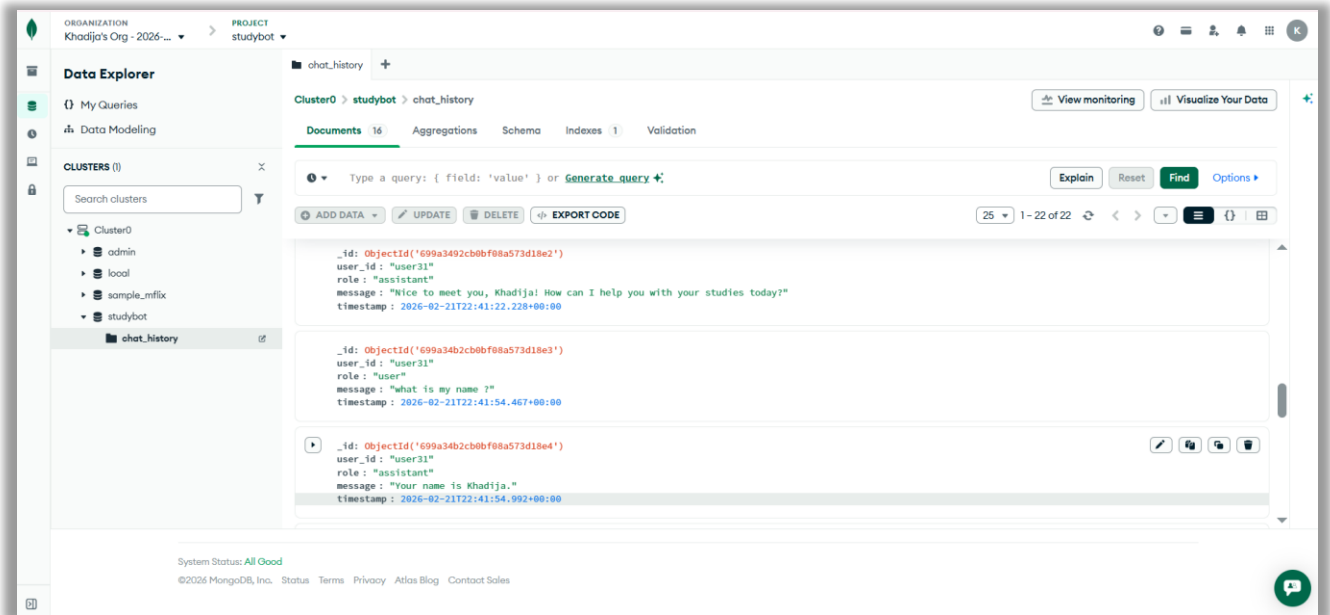 ORGANIZATION
Khadija's Org - 2026-...
PROJECT
studybot
K
Data Explorer
{} My Queries
Data Modeling
CLUSTERS (1)
Search clusters
Cluster0
admin
local
sample_mflix
studybot
chat_history
chat_history +
Cluster0 > studybot > chat_history
View monitoring
Visualize Your Data
Documents 16 Aggregations Schema Indexes 1 Validation
Type a query: { field: 'value' } or Generate query
Explain Reset Find Options
ADD DATA UPDATE DELETE </> EXPORT CODE
25 1 – 22 of 22 {}
_id: ObjectId('699a3492cb0bf08a573d18e2')
user_id : "user31"
role : "assistant"
message : "Nice to meet you, Khadija! How can I help you with your studies today?"
timestamp : 2026-02-21T22:41:22.228+00:00
_id: ObjectId('699a34b2cb0bf08a573d18e3')
user_id : "user31"
role : "user"
message : "what is my name ?"
timestamp : 2026-02-21T22:41:54.467+00:00
_id: ObjectId('699a34b2cb0bf08a573d18e4')
user_id : "user31"
role : "assistant"
message : "Your name is Khadija."
timestamp : 2026-02-21T22:41:54.992+00:00
System Status: All Good
©2026 MongoDB, Inc. Status Terms Privacy Atlas Blog Contact Sales